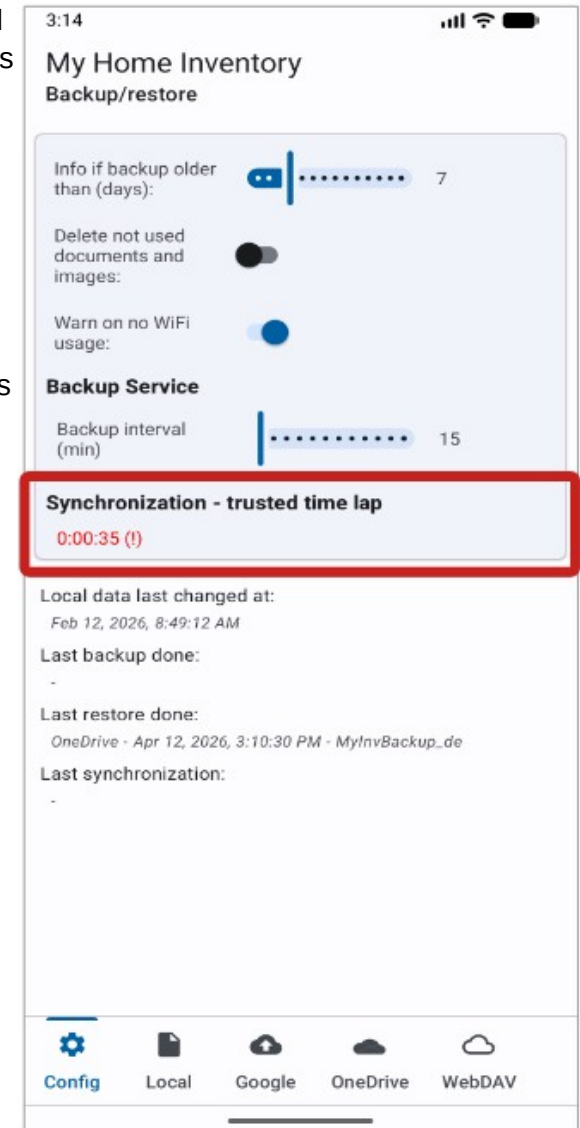 3:14
My Home Inventory
Backup/restore
Info if backup older
than (days):
7
Delete not used
documents and
images:
Warn on no WiFi
usage:
Backup Service
Backup interval
(min)
15
Synchronization - trusted time lap
0:00:35 (!)
Local data last changed at:
Feb 12, 2026, 8:49:12 AM
Last backup done:
-
Last restore done:
OneDrive - Apr 12, 2026, 3:10:30 PM - MyInvBackup_de
Last synchronization:
-
Config Local Google OneDrive WebDAV